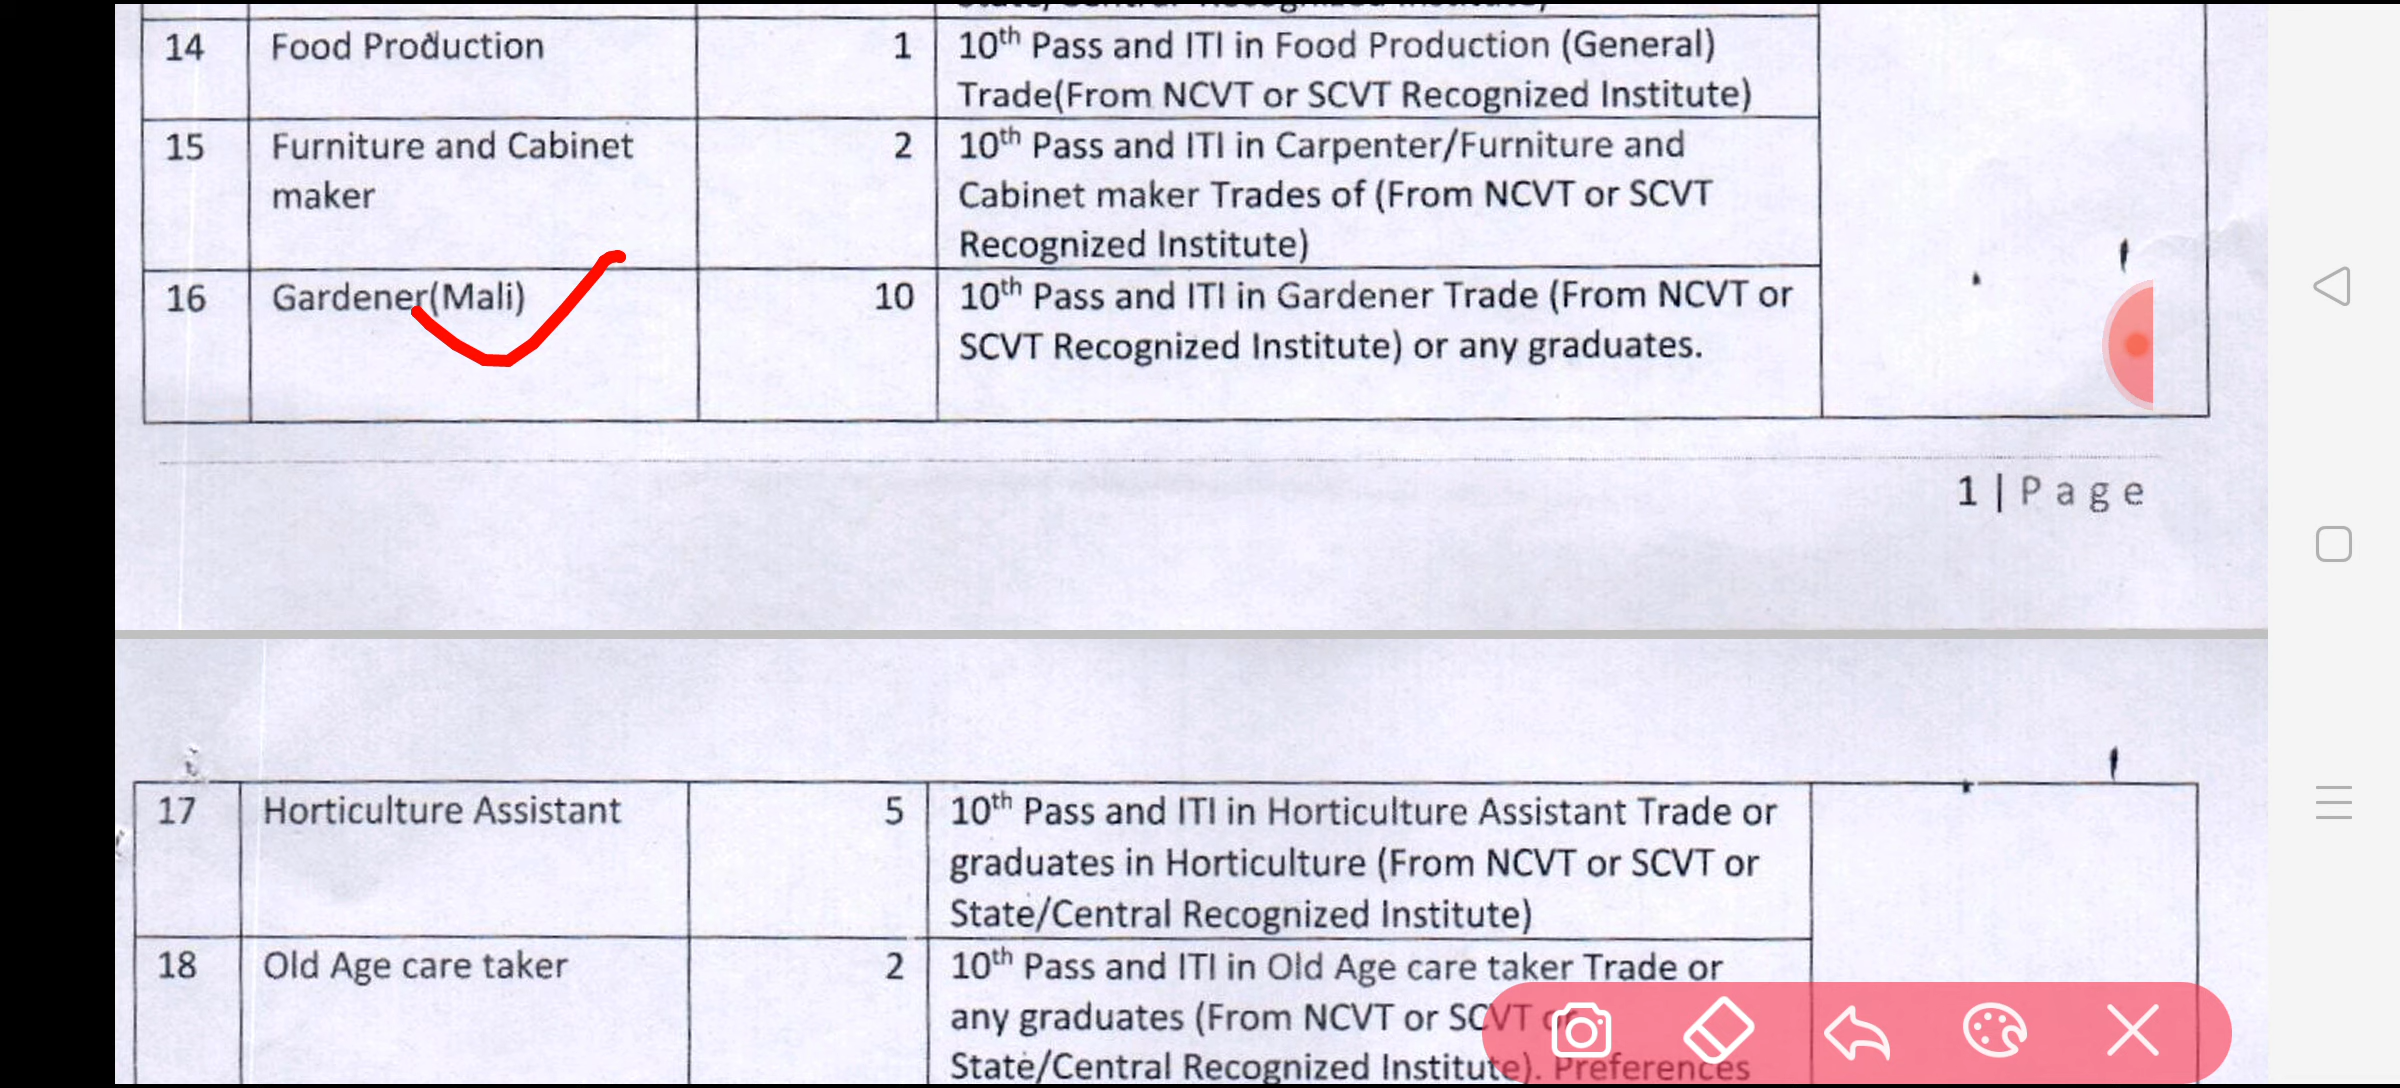 14 Food Production 1 10th Pass and ITI in Food Production (General)
Trade(From NCVT or SCVT Recognized Institute)
15 Furniture and Cabinet 2 10th Pass and ITI in Carpenter/Furniture and
maker Cabinet maker Trades of (From NCVT or SCVT
Recognized Institute)
16 Gardener(Mali) 10 10th Pass and ITI in Gardener Trade (From NCVT or
SCVT Recognized Institute) or any graduates.
1 | Page
17 Horticulture Assistant 5 10th Pass and ITI in Horticulture Assistant Trade or
graduates in Horticulture (From NCVT or SCVT or
State/Central Recognized Institute)
18 Old Age care taker 2 10th Pass and ITI in Old Age care taker Trade or
any graduates (From NCVT or SCVT or
State/Central Recognized Institute). Preferences